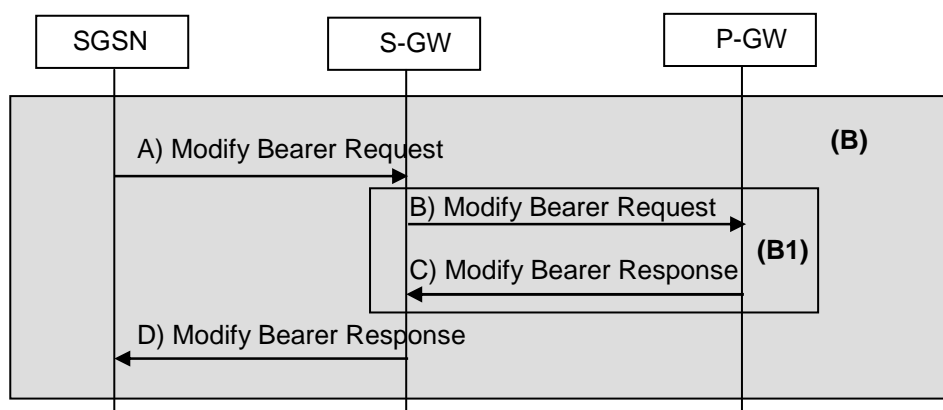 SGSN
S-GW
P-GW
(B)
A) Modify Bearer Request
B) Modify Bearer Request
(B1)
C) Modify Bearer Response
D) Modify Bearer Response